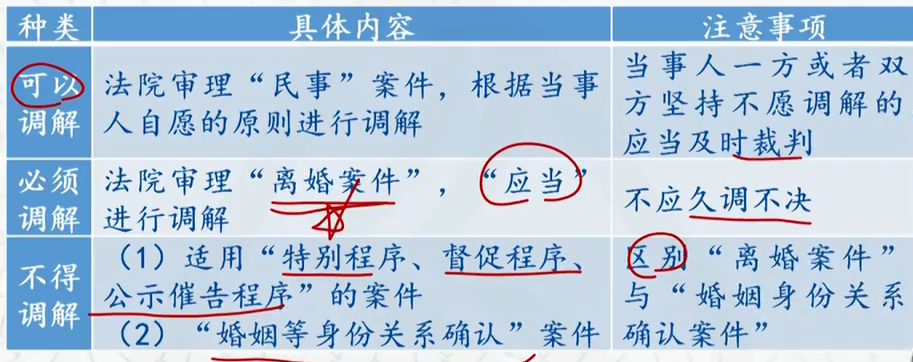 种类 具体内容 注意事项
可以
调解
法院审理“民事”案件，根据当事
人自愿的原则进行调解
当事人一方或者双
方坚持不愿调解的
应当及时裁判
必须
调解
法院审理“离婚案件”，“应当”
进行调解
不应久调不决
不得
调解
（1）适用“特别程序、督促程序、
公示催告程序”的案件
（2）“婚姻等身份关系确认”案件
区别“离婚案件”
与“婚姻身份关系
确认案件”